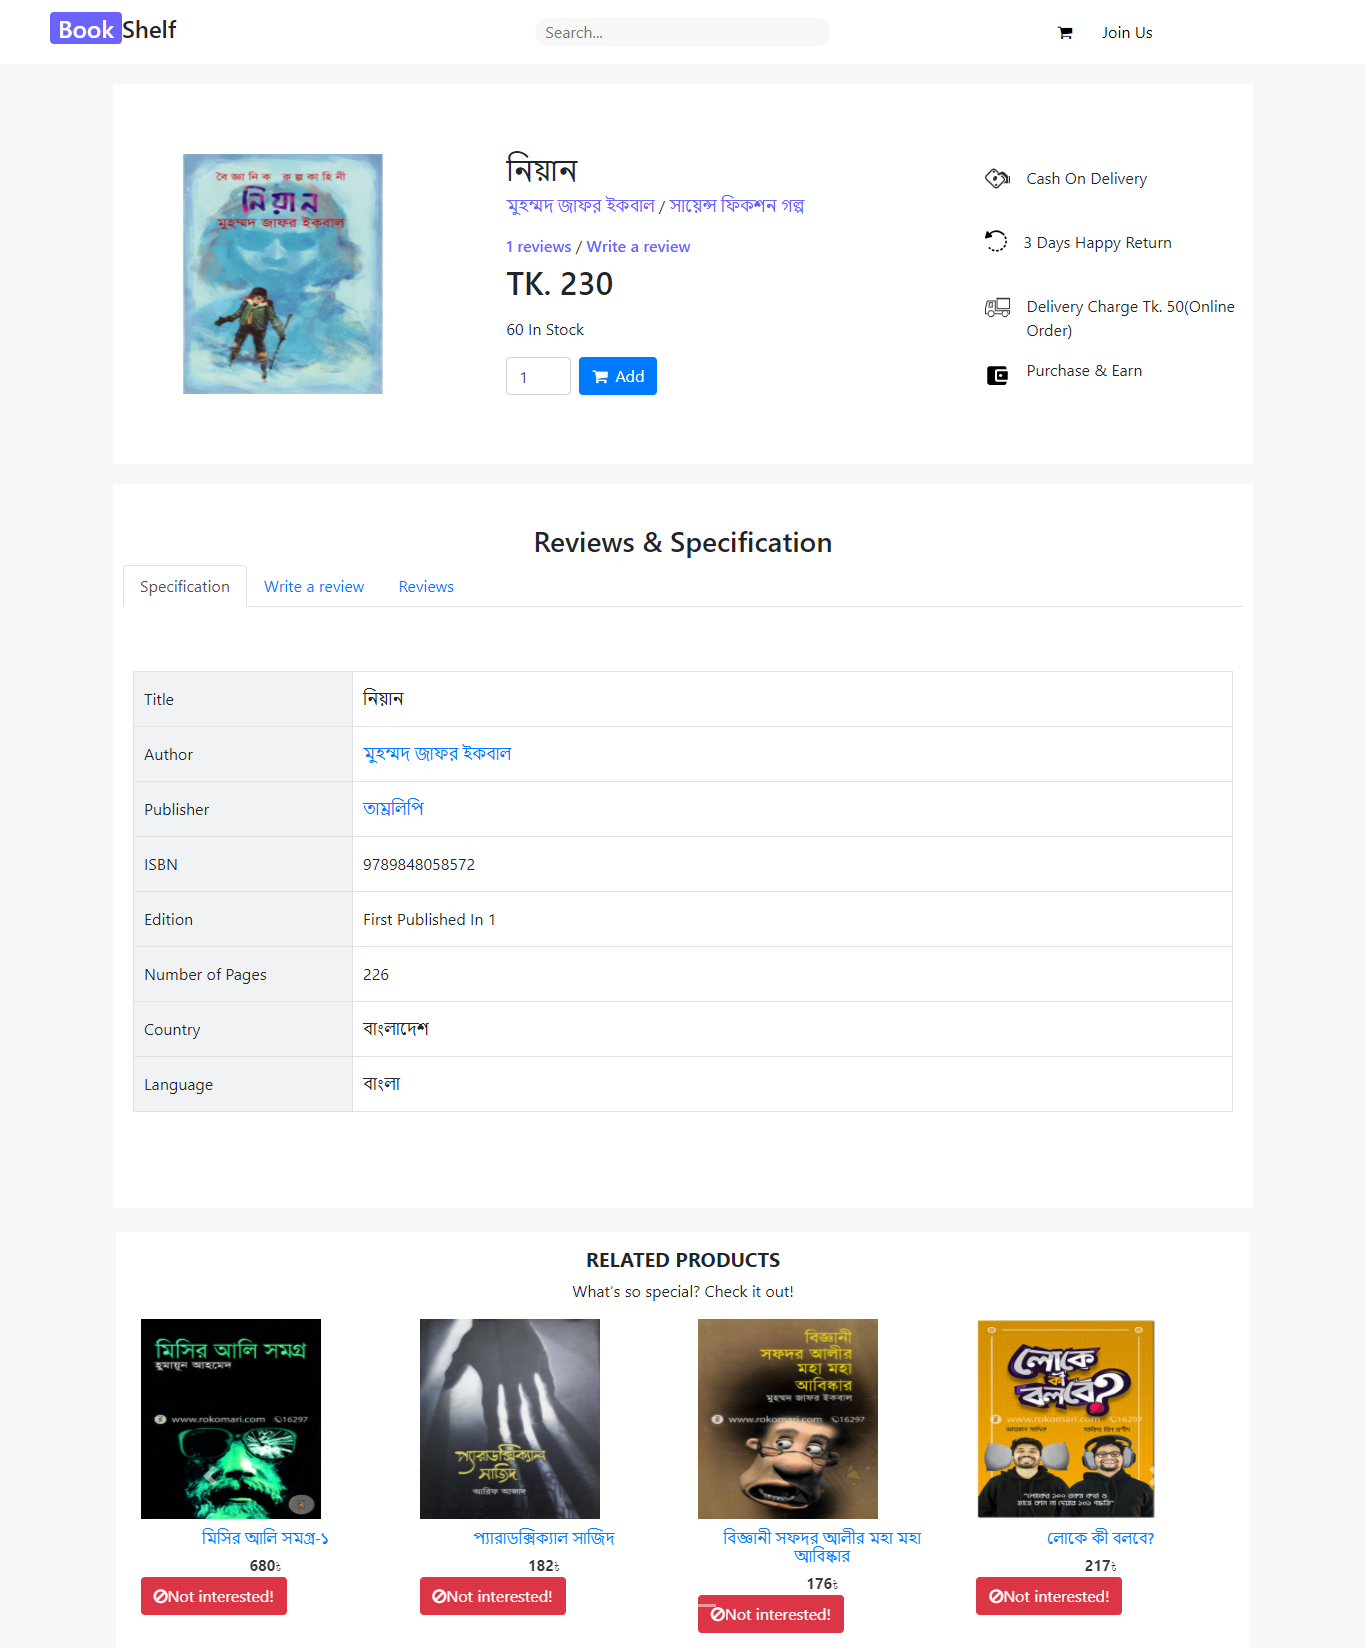 BookShelf
Search...
Join Us
বৈজ্ঞানিক কল্পকাহিনী
নিয়ান
মুহম্মদ জাফর ইকবাল
নিয়ান
মুহম্মদ জাফর ইকবাল / সায়েন্স ফিকশন গল্প
1 reviews / Write a review
TK. 230
60 In Stock
1
Add
Cash On Delivery
3 Days Happy Return
Delivery Charge Tk. 50(Online
Order)
Purchase & Earn
Reviews & Specification
Specification
Write a review
Reviews
Title
নিয়ান
Author
মুহম্মদ জাফর ইকবাল
Publisher
তাম্রলিপি
ISBN
9789848058572
Edition
First Published In 1
Number of Pages
226
Country
বাংলাদেশ
Language
বাংলা
RELATED PRODUCTS
What's so special? Check it out!
মিসির আলি সমগ্র
হুমায়ূন আহমেদ
www.rokomari.com 16297
মিসির আলি সমগ্র-১
680৳
Not interested!
প্যারাডক্সিক্যাল
সাজিদ
আরিফ আজাদ
প্যারাডক্সিক্যাল সাজিদ
182৳
Not interested!
বিজ্ঞানী
সফদর আলীর
মহা মহা
আবিষ্কার
মুহম্মদ জাফর ইকবাল
www.rokomari.com 16297
বিজ্ঞানী সফদর আলীর মহা মহা
আবিষ্কার
176৳
Not interested!
লোকে
কী
বলবে?
www.rokomari.com 16297
লোকে কী বলবে?
217৳
Not interested!